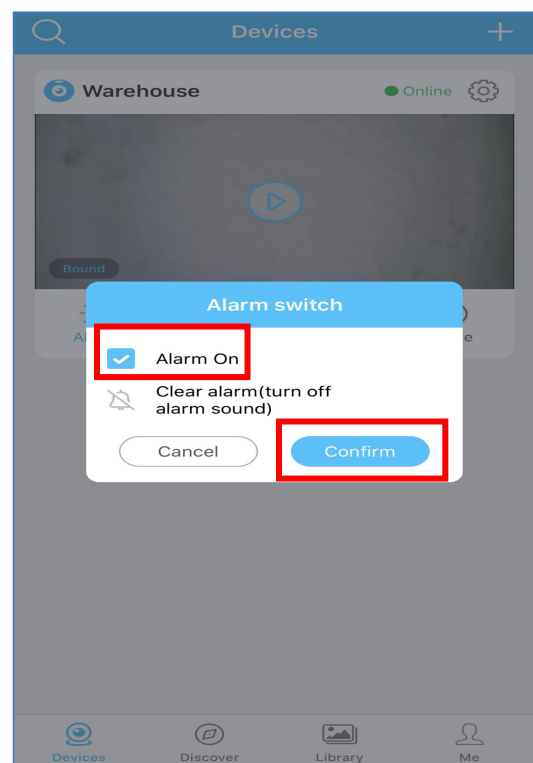 Devices
Warehouse
Online
Bound
Alarm switch
Alarm On
Clear alarm(turn off
alarm sound)
Cancel
Confirm
Devices
Discover
Library
Me